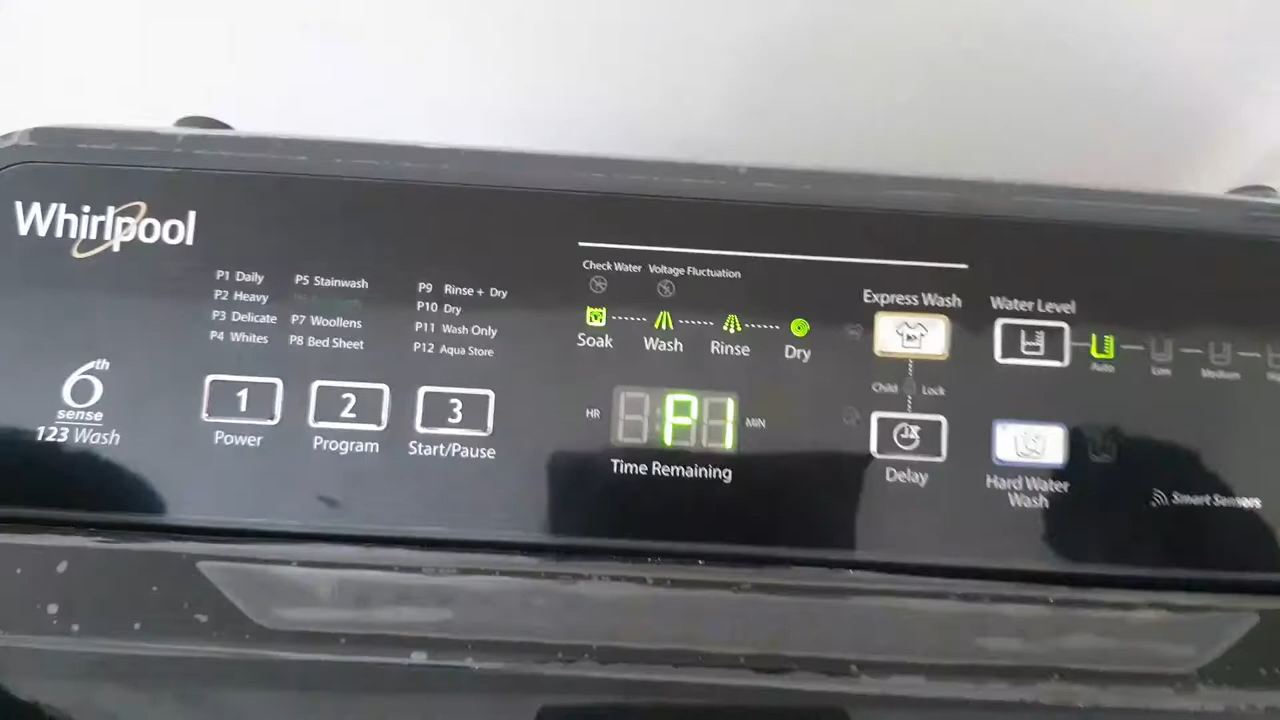 Whirlpool
P1 Daily
P2 Heavy
P3 Delicate
P4 Whites
P5 Stainwash
P7 Woollens
P8 Bed Sheet
P9 Rinse + Dry
P10 Dry
P11 Wash Only
P12 Aqua Store
6th
sense
123 Wash
1
Power
2
Program
3
Start/Pause
Check Water Voltage Fluctuation
Soak Wash Rinse Dry
HR P1 MIN
Time Remaining
Express Wash
Child Lock
Delay
Water Level
Auto Low Medium
Hard Water
Wash
Smart Sensors